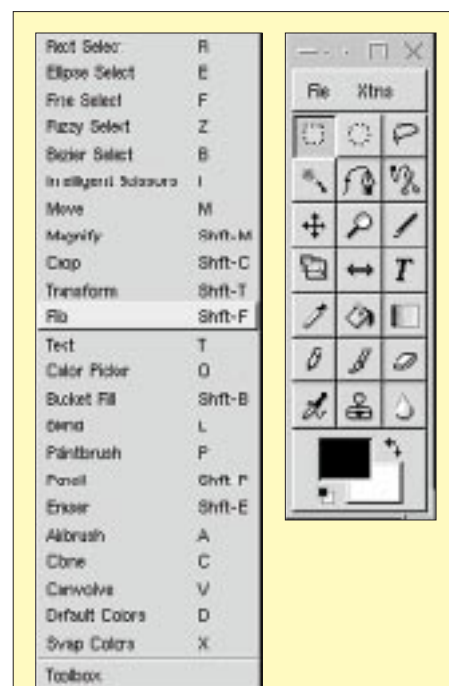 Rect Select R
Ellipse Select E
Free Select F
Fuzzy Select Z
Bezier Select B
Intelligent Scissors I
Move M
Magnify Shft-M
Crop Shft-C
Transform Shft-T
Flip Shft-F
Text T
Color Picker O
Bucket Fill Shft-B
Blend L
Paintbrush P
Pencil Shft-P
Eraser Shft-E
Airbrush A
Clone C
Convolve V
Default Colors D
Swap Colors X
Toolbox
File Xtns